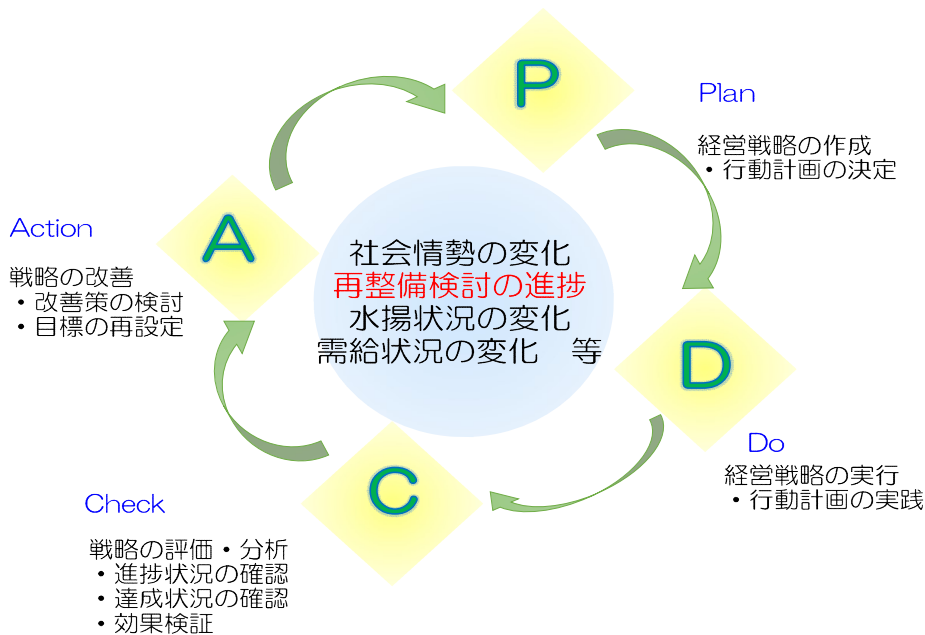 P
Plan
経営戦略の作成
・行動計画の決定
A
Action
戦略の改善
・改善策の検討
・目標の再設定
社会情勢の変化
再整備検討の進捗
水揚状況の変化
需給状況の変化　等
D
Do
経営戦略の実行
・行動計画の実践
C
Check
戦略の評価・分析
・進捗状況の確認
・達成状況の確認
・効果検証